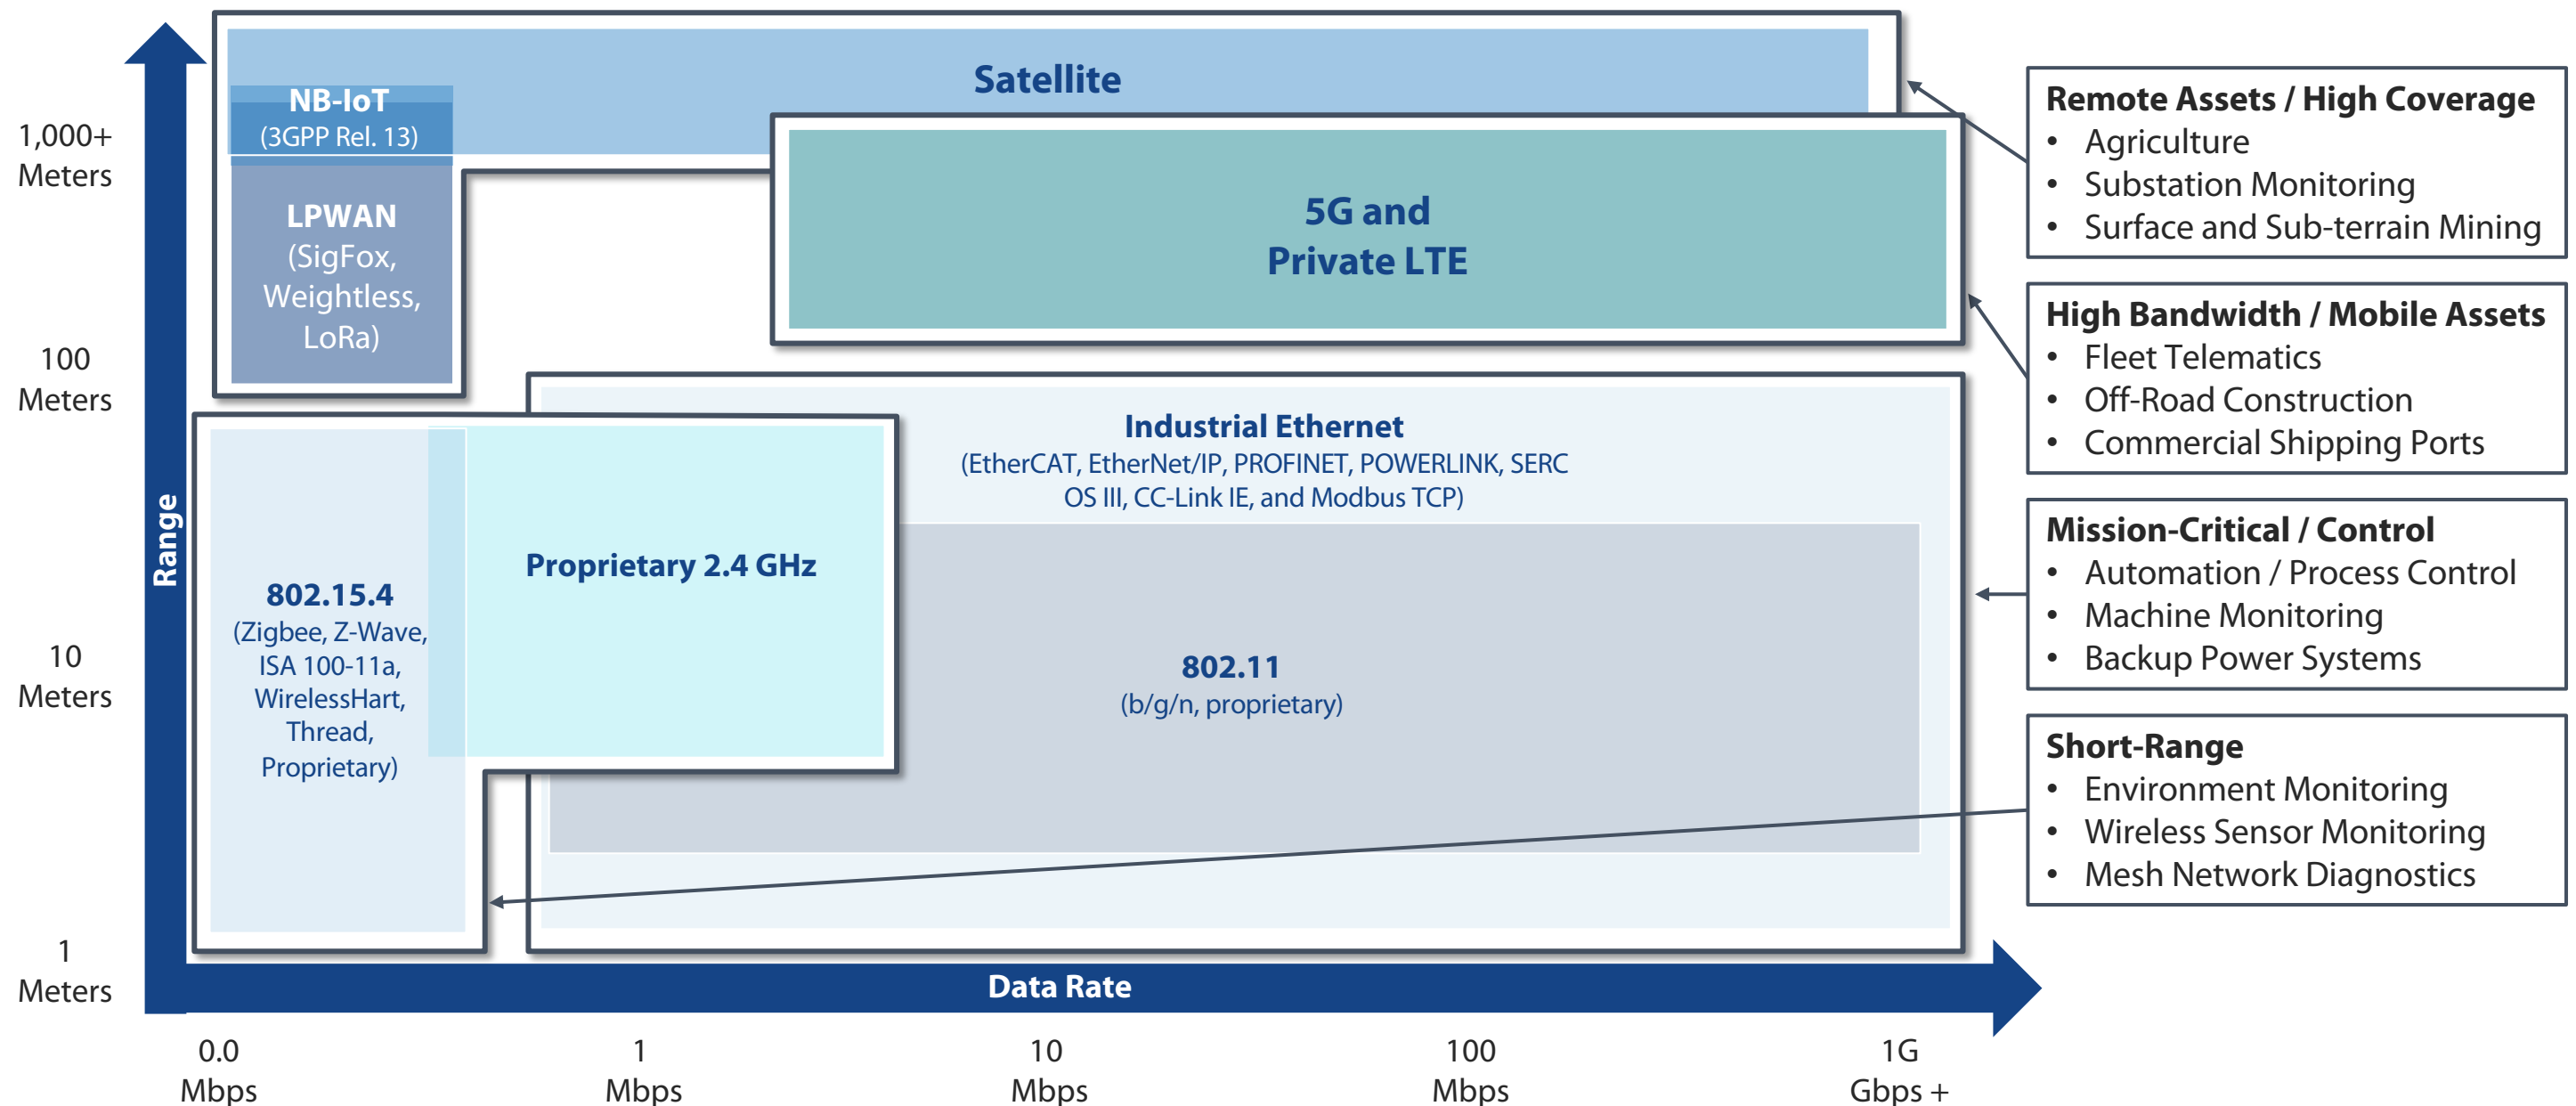 Satellite
NB-IoT
(3GPP Rel. 13)
1,000+
Meters
LPWAN
(SigFox,
Weightless,
LoRa)
5G and
Private LTE
100
Meters
Industrial Ethernet
(EtherCAT, EtherNet/IP, PROFINET, POWERLINK, SERC
OS III, CC-Link IE, and Modbus TCP)
Range
Proprietary 2.4 GHz
802.15.4
(Zigbee, Z-Wave,
ISA 100-11a,
WirelessHart,
Thread,
Proprietary)
10
Meters
802.11
(b/g/n, proprietary)
1
Meters
Data Rate
0.0
Mbps
1
Mbps
10
Mbps
100
Mbps
1G
Gbps +
Remote Assets / High Coverage
• Agriculture
• Substation Monitoring
• Surface and Sub-terrain Mining
High Bandwidth / Mobile Assets
• Fleet Telematics
• Off-Road Construction
• Commercial Shipping Ports
Mission-Critical / Control
• Automation / Process Control
• Machine Monitoring
• Backup Power Systems
Short-Range
• Environment Monitoring
• Wireless Sensor Monitoring
• Mesh Network Diagnostics